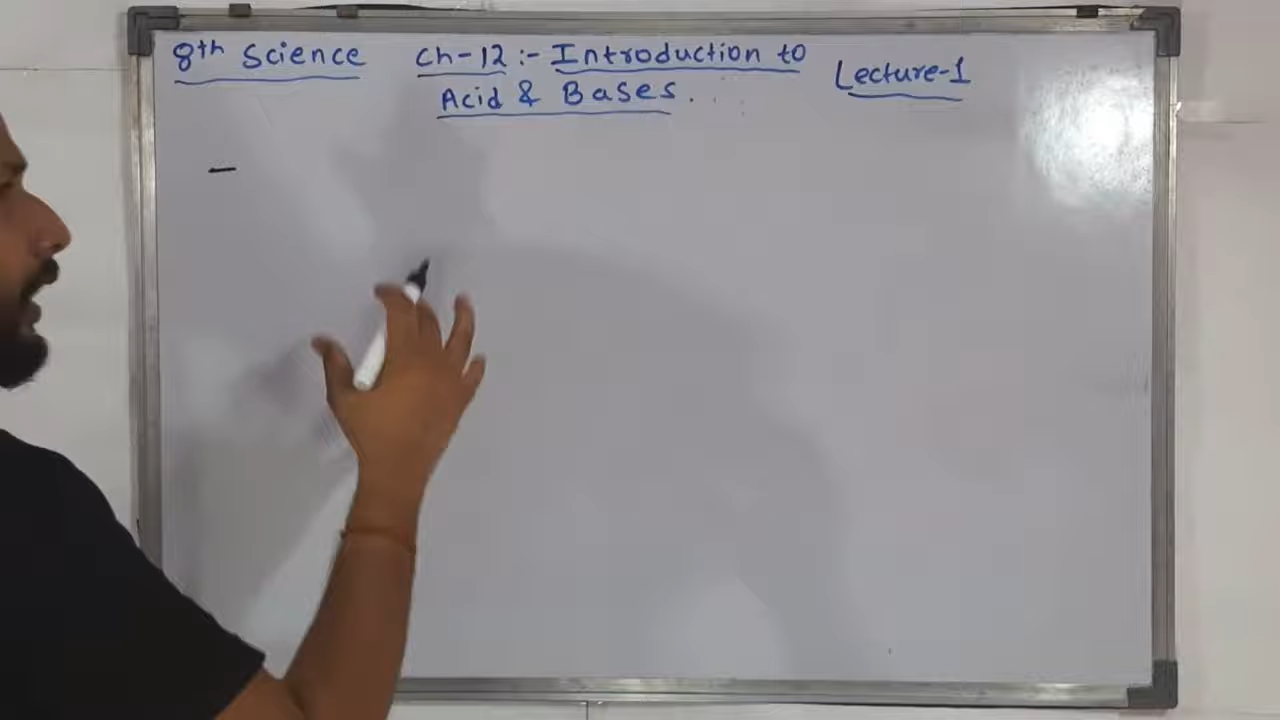 8th Science Ch-12 :- Introduction to Lecture-1
Acid & Bases.
-